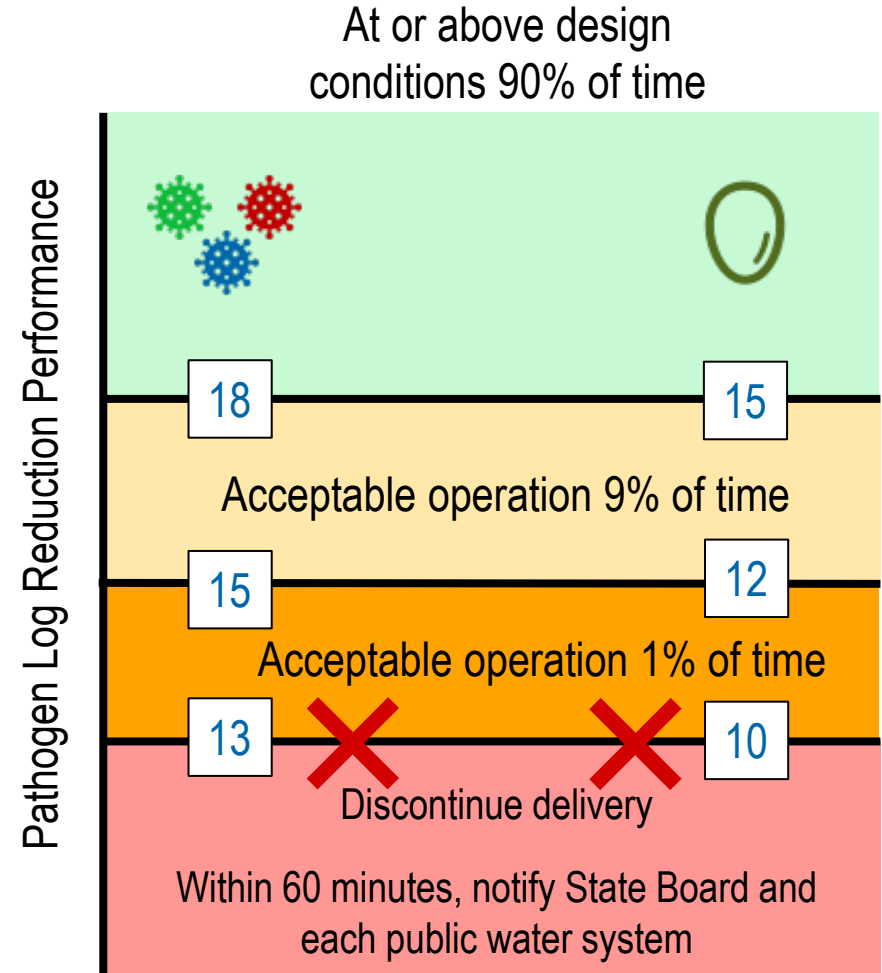 At or above design
conditions 90% of time
Pathogen Log Reduction Performance
18
15
Acceptable operation 9% of time
15
12
Acceptable operation 1% of time
13
10
Discontinue delivery
Within 60 minutes, notify State Board and
each public water system